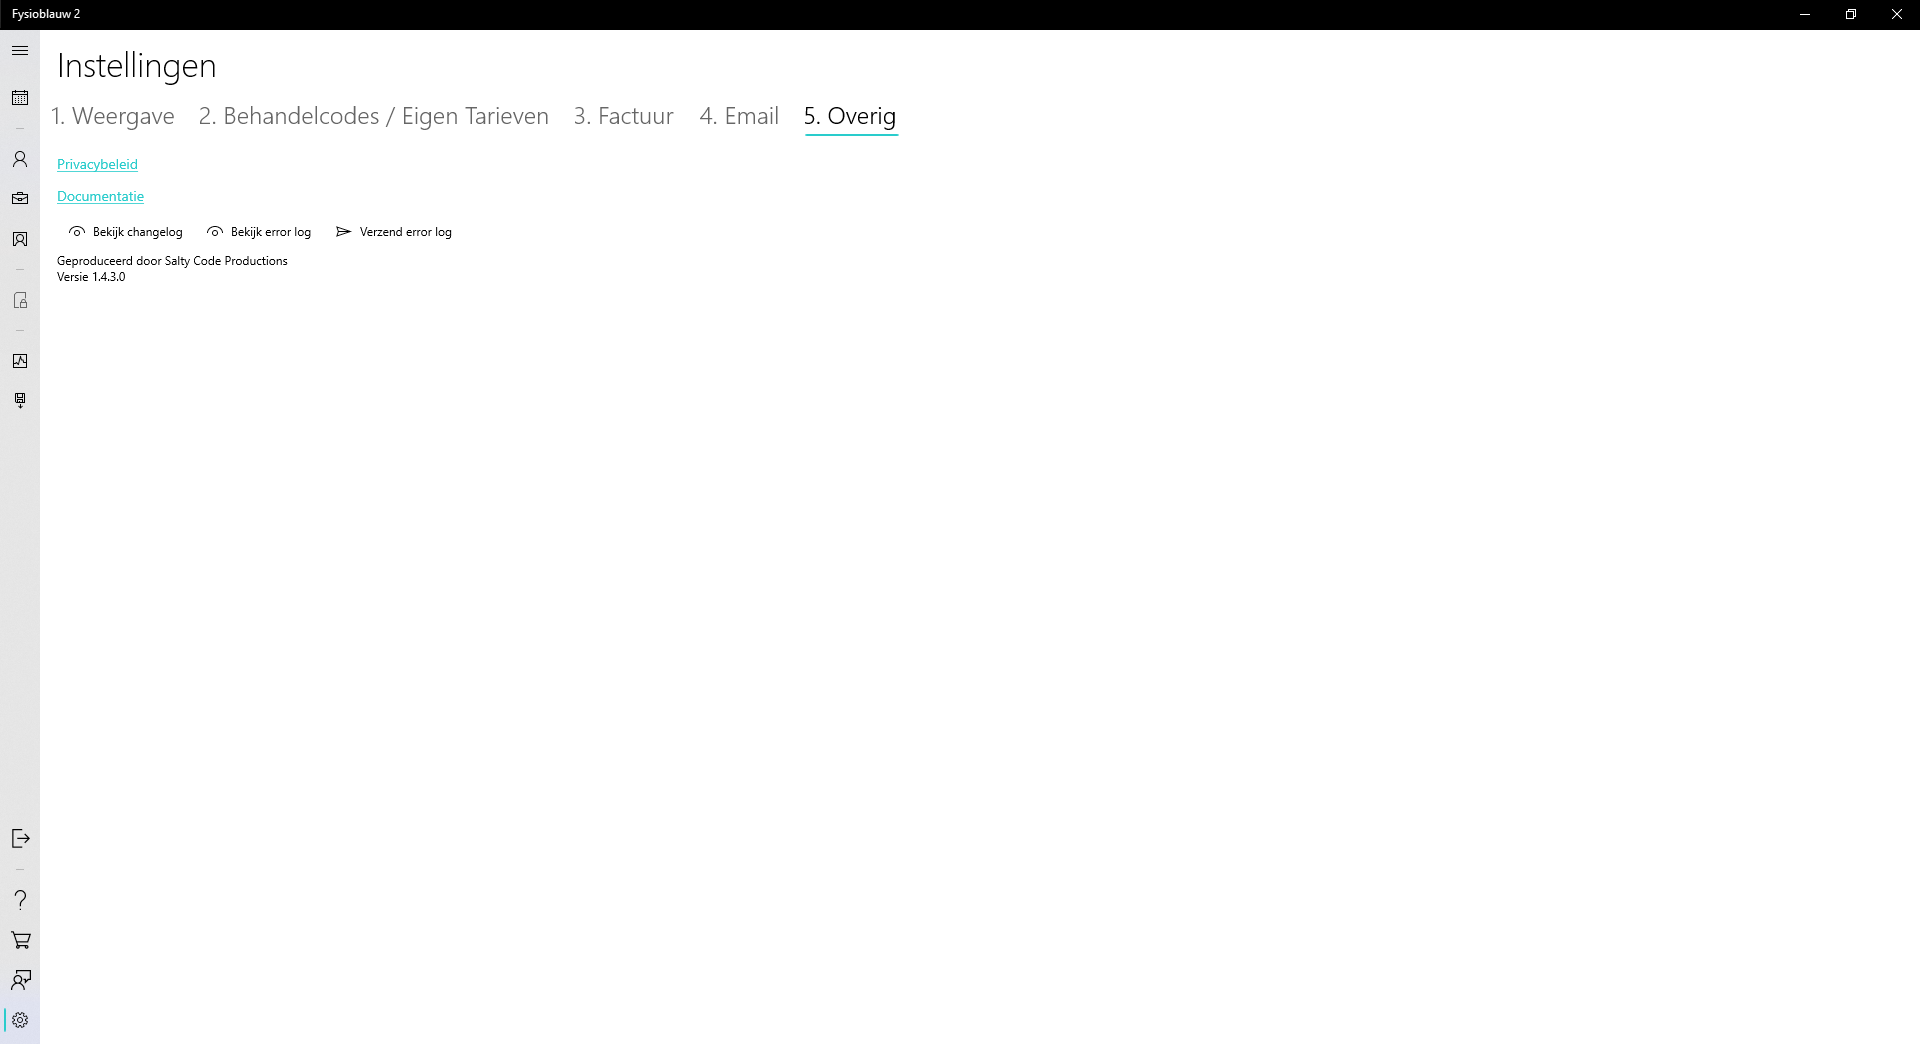 Fysioblauw 2
Instellingen
1. Weergave 2. Behandelcodes / Eigen Tarieven 3. Factuur 4. Email 5. Overig
Privacybeleid
Documentatie
Bekijk changelog Bekijk error log Verzend error log
Geproduceerd door Salty Code Productions
Versie 1.4.3.0